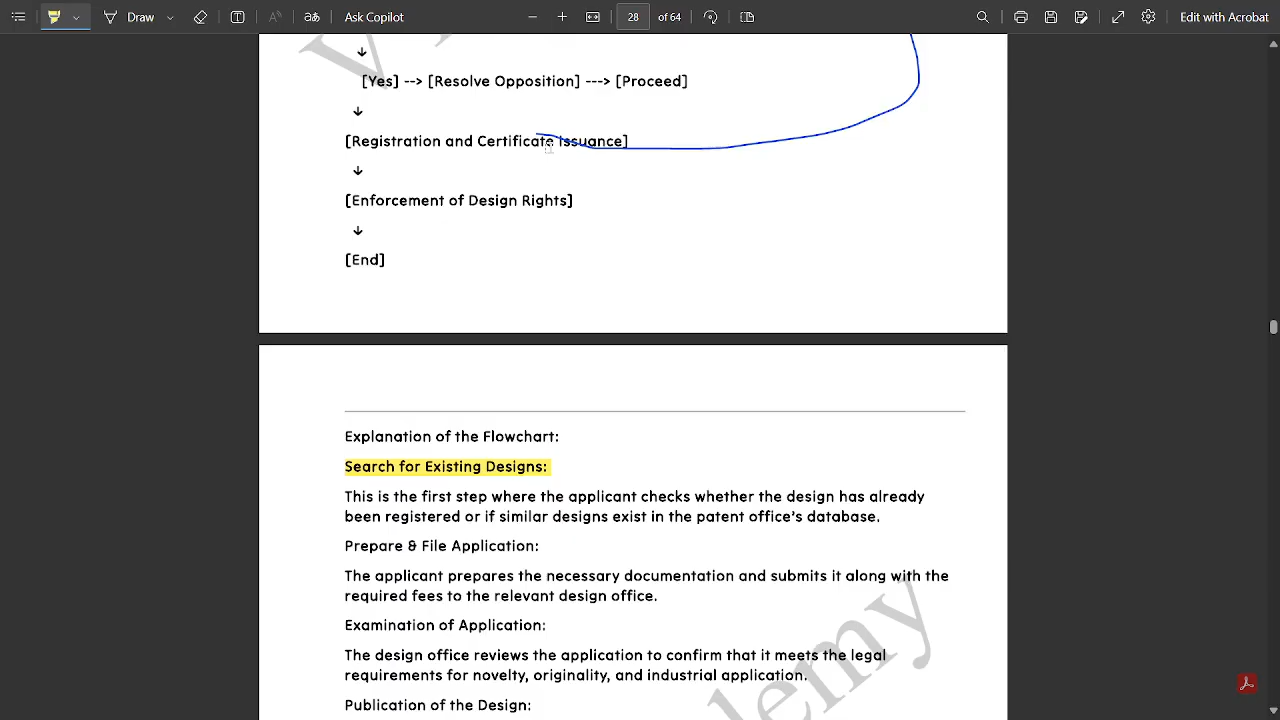 Draw
Ask Copilot
28 of 64
Edit with Acrobat
↓
[Yes] --> [Resolve Opposition] ---> [Proceed]
↓
[Registration and Certificate Issuance]
↓
[Enforcement of Design Rights]
↓
[End]
Explanation of the Flowchart:
Search for Existing Designs:
This is the first step where the applicant checks whether the design has already
been registered or if similar designs exist in the patent office's database.
Prepare & File Application:
The applicant prepares the necessary documentation and submits it along with the
required fees to the relevant design office.
Examination of Application:
The design office reviews the application to confirm that it meets the legal
requirements for novelty, originality, and industrial application.
Publication of the Design: